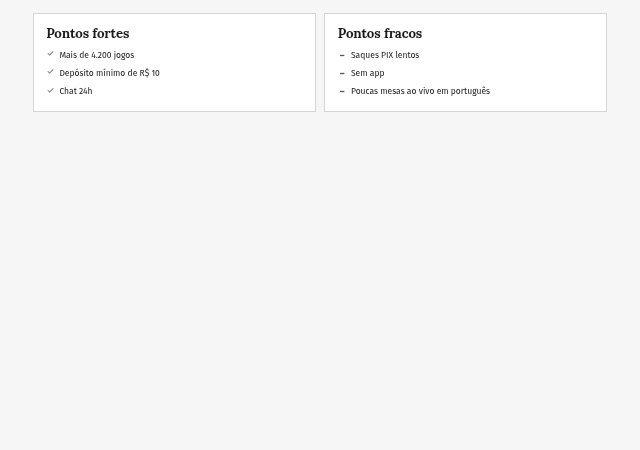 Pontos fortes
Mais de 4.200 jogos
Depósito mínimo de R$ 10
Chat 24h
Pontos fracos
Saques PIX lentos
Sem app
Poucas mesas ao vivo em português